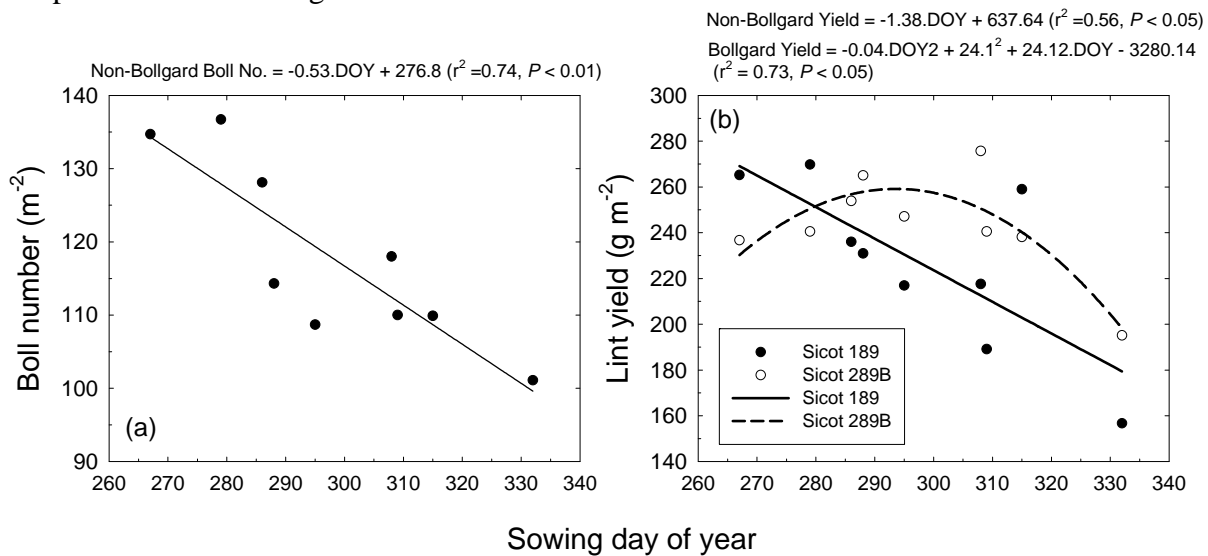 Non-Bollgard Yield = -1.38.DOY + 637.64 (r² =0.56, P < 0.05)
Non-Bollgard Boll No. = -0.53.DOY + 276.8 (r² =0.74, P < 0.01)
Bollgard Yield = -0.04.DOY2 + 24.1² + 24.12.DOY - 3280.14
(r² = 0.73, P < 0.05)
Boll number (m⁻²)
140
130
120
110
100
90
(a)
260 270 280 290 300 310 320 330 340
Lint yield (g m⁻²)
300
280
260
240
220
200
180
160
140
(b)
Sicot 189
Sicot 289B
Sicot 189
Sicot 289B
260 270 280 290 300 310 320 330 340
Sowing day of year